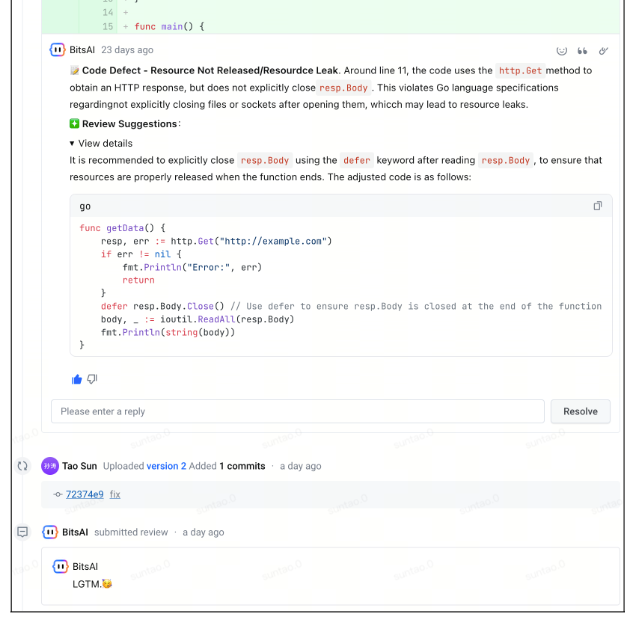 13 + }
14 +
15 + func main() {
BitsAI 23 days ago
📝 Code Defect - Resource Not Released/Resourdce Leak. Around line 11, the code uses the http.Get method to
obtain an HTTP response, but does not explicitly close resp.Body . This violates Go language specifications
regardingnot explicitly closing files or sockets after opening them, whicch may lead to resource leaks.
Review Suggestions:
▾ View details
It is recommended to explicitly close resp.Body using the defer keyword after reading resp.Body , to ensure that
resources are properly released when the function ends. The adjusted code is as follows:
go
func getData() {
    resp, err := http.Get("http://example.com")
    if err != nil {
        fmt.Println("Error:", err)
        return
    }
    defer resp.Body.Close() // Use defer to ensure resp.Body is closed at the end of the function
    body, _ := ioutil.ReadAll(resp.Body)
    fmt.Println(string(body))
}
Please enter a reply
Resolve
Tao Sun Uploaded version 2 Added 1 commits · a day ago
72374e9 fix
BitsAI submitted review · a day ago
BitsAI
LGTM.🥳